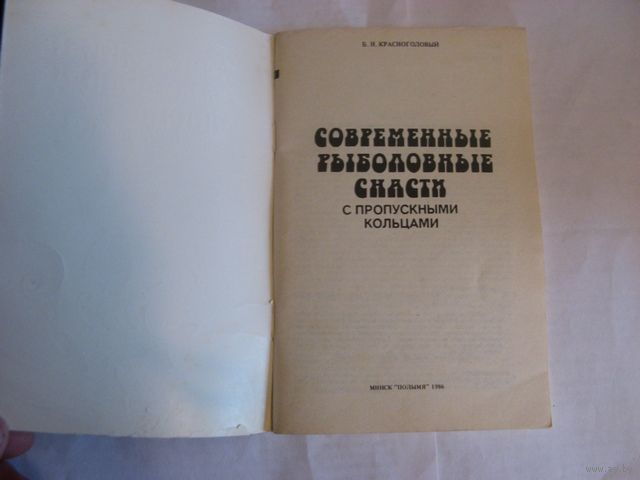 Б. Н. КРАСНОГОЛОВЫЙ
СОВРЕМЕННЫЕ
РЫБОЛОВНЫЕ
СНАСТИ
С ПРОПУСКНЫМИ
КОЛЬЦАМИ
МИНСК "ПОЛЫМЯ" 1986